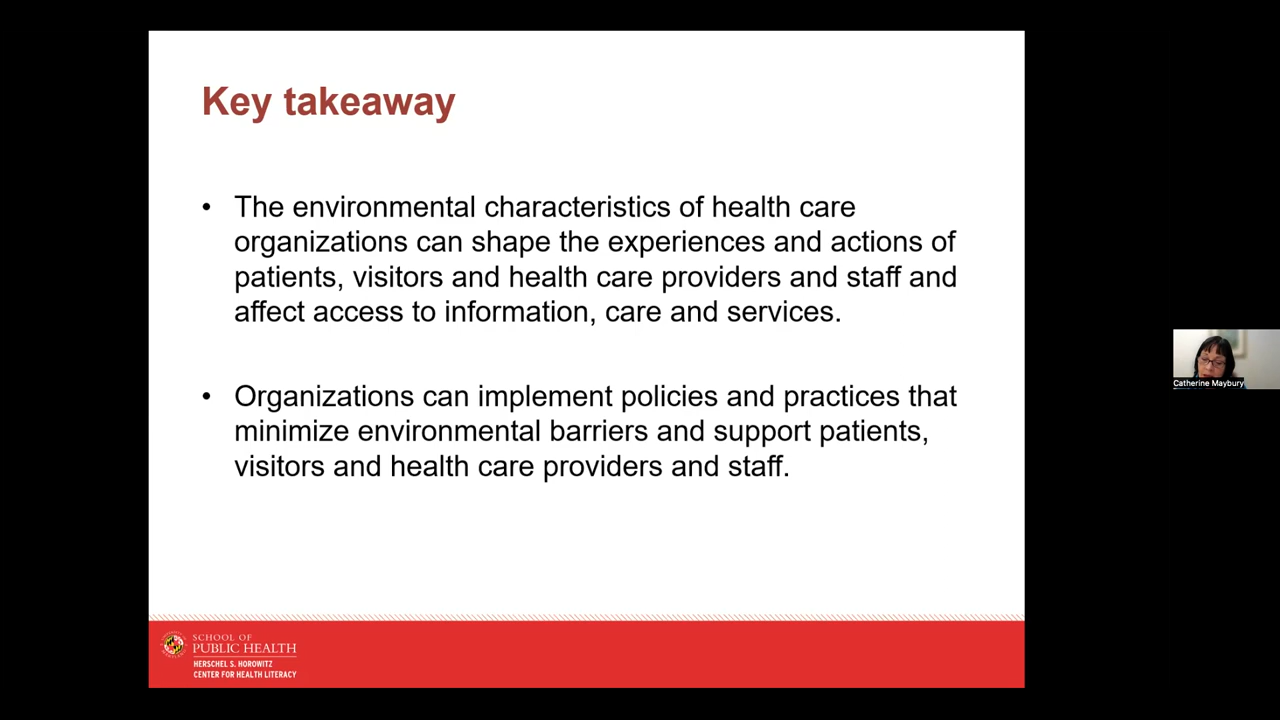 Key takeaway
• The environmental characteristics of health care
organizations can shape the experiences and actions of
patients, visitors and health care providers and staff and
affect access to information, care and services.
• Organizations can implement policies and practices that
minimize environmental barriers and support patients,
visitors and health care providers and staff.
Catherine Maybury
SCHOOL OF
PUBLIC HEALTH
HERSCHEL S. HOROWITZ
CENTER FOR HEALTH LITERACY